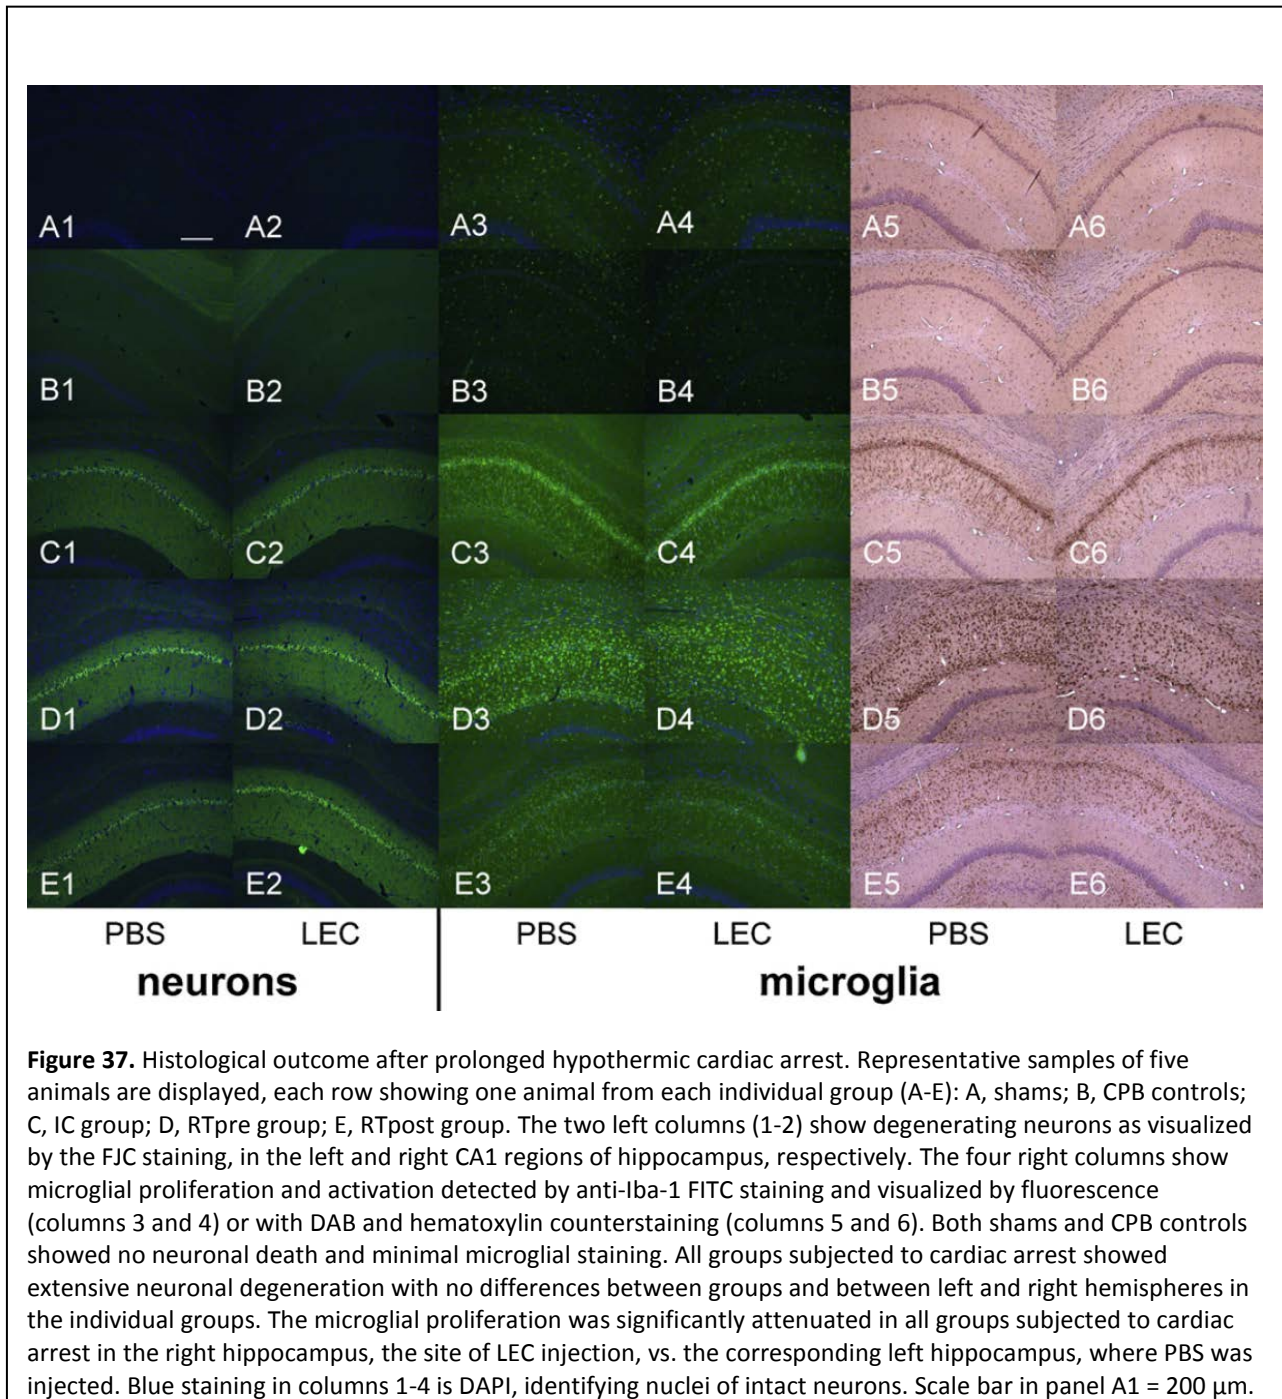 A1 A2 A3 A4 A5 A6
B1 B2 B3 B4 B5 B6
C1 C2 C3 C4 C5 C6
D1 D2 D3 D4 D5 D6
E1 E2 E3 E4 E5 E6
PBS LEC PBS LEC PBS LEC
neurons microglia
Figure 37. Histological outcome after prolonged hypothermic cardiac arrest. Representative samples of five
animals are displayed, each row showing one animal from each individual group (A-E): A, shams; B, CPB controls;
C, IC group; D, RTpre group; E, RTpost group. The two left columns (1-2) show degenerating neurons as visualized
by the FJC staining, in the left and right CA1 regions of hippocampus, respectively. The four right columns show
microglial proliferation and activation detected by anti-Iba-1 FITC staining and visualized by fluorescence
(columns 3 and 4) or with DAB and hematoxylin counterstaining (columns 5 and 6). Both shams and CPB controls
showed no neuronal death and minimal microglial staining. All groups subjected to cardiac arrest showed
extensive neuronal degeneration with no differences between groups and between left and right hemispheres in
the individual groups. The microglial proliferation was significantly attenuated in all groups subjected to cardiac
arrest in the right hippocampus, the site of LEC injection, vs. the corresponding left hippocampus, where PBS was
injected. Blue staining in columns 1-4 is DAPI, identifying nuclei of intact neurons. Scale bar in panel A1 = 200 µm.